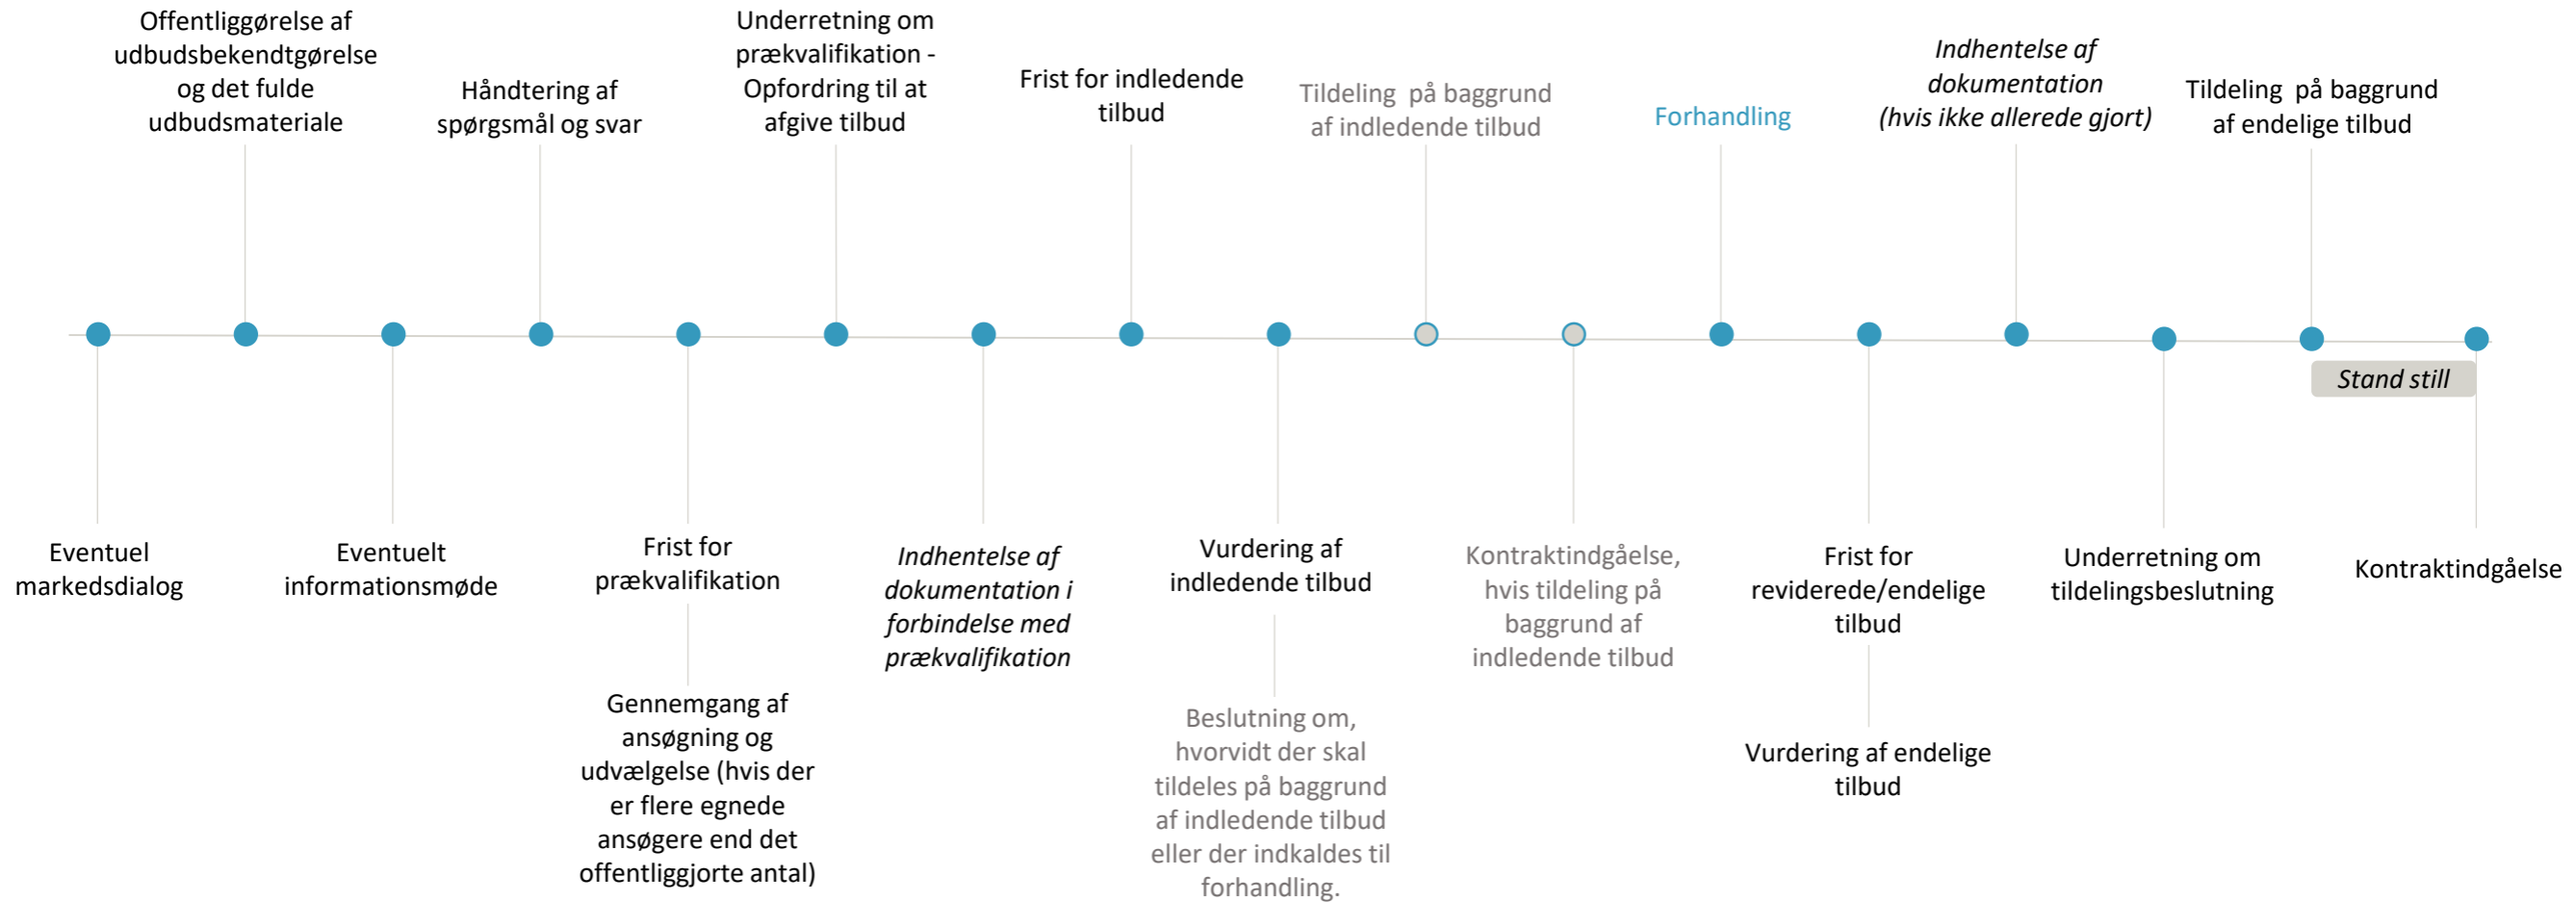 Offentliggørelse af
udbudsbekendtgørelse
og det fulde
udbudsmateriale
Håndtering af
spørgsmål og svar
Underretning om
prækvalifikation -
Opfordring til at
afgive tilbud
Frist for indledende
tilbud
Tildeling på baggrund
af indledende tilbud
Forhandling
Indhentelse af
dokumentation
(hvis ikke allerede gjort)
Tildeling på baggrund
af endelige tilbud
Stand still
Eventuel
markedsdialog
Eventuelt
informationsmøde
Frist for
prækvalifikation
Gennemgang af
ansøgning og
udvælgelse (hvis der
er flere egnede
ansøgere end det
offentliggjorte antal)
Indhentelse af
dokumentation i
forbindelse med
prækvalifikation
Vurdering af
indledende tilbud
Beslutning om,
hvorvidt der skal
tildeles på baggrund
af indledende tilbud
eller der indkaldes til
forhandling.
Kontraktindgåelse,
hvis tildeling på
baggrund af
indledende tilbud
Frist for
reviderede/endelige
tilbud
Vurdering af endelige
tilbud
Underretning om
tildelingsbeslutning
Kontraktindgåelse